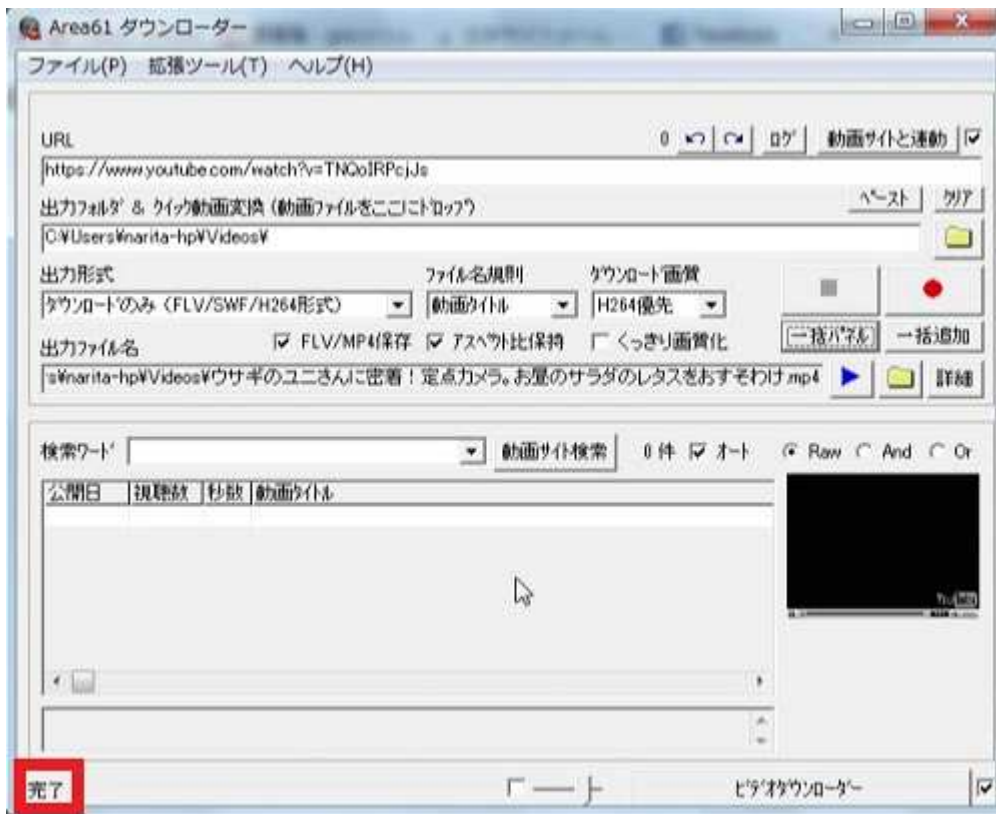 Area61 ダウンローダー
ファイル(P) 拡張ツール(T) ヘルプ(H)
URL 0 ログ 動画サイトと連動
https://www.youtube.com/watch?v=TNQoIRPcjJs
出力フォルダ & クイック動画変換 (動画ファイルをここにドロップ) ペースト クリア
C:¥Users¥narita-hp¥Videos¥
出力形式 ファイル名規則 ダウンロード画質
ダウンロードのみ (FLV/SWF/H264形式) 動画タイトル H264優先
出力ファイル名 FLV/MP4保存 アスペクト比保持 くっきり画質化 一括パネル 一括追加
s¥narita-hp¥Videos¥ウサギのユニさんに密着!定点カメラ。お昼のサラダのレタスをおすそわけ.mp4 詳細
検索ワード 動画サイト検索 0 件 オート Raw And Or
公開日 視聴数 秒数 動画タイトル
完了 ビデオダウンローダー